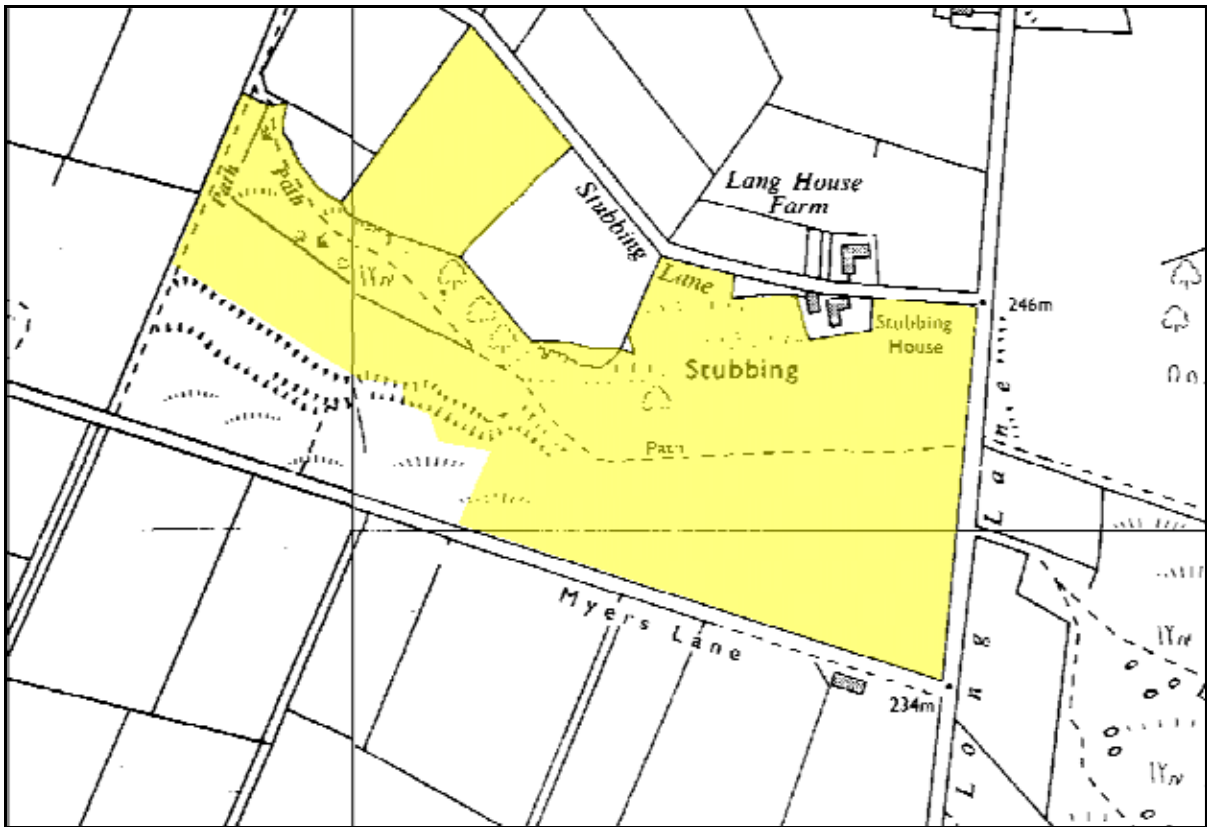 Path
Path
Stubbing
Lane
Lang House
Farm
246m
Stubbing
House
Stubbing
Path
Myers Lane
234m
Long Lane